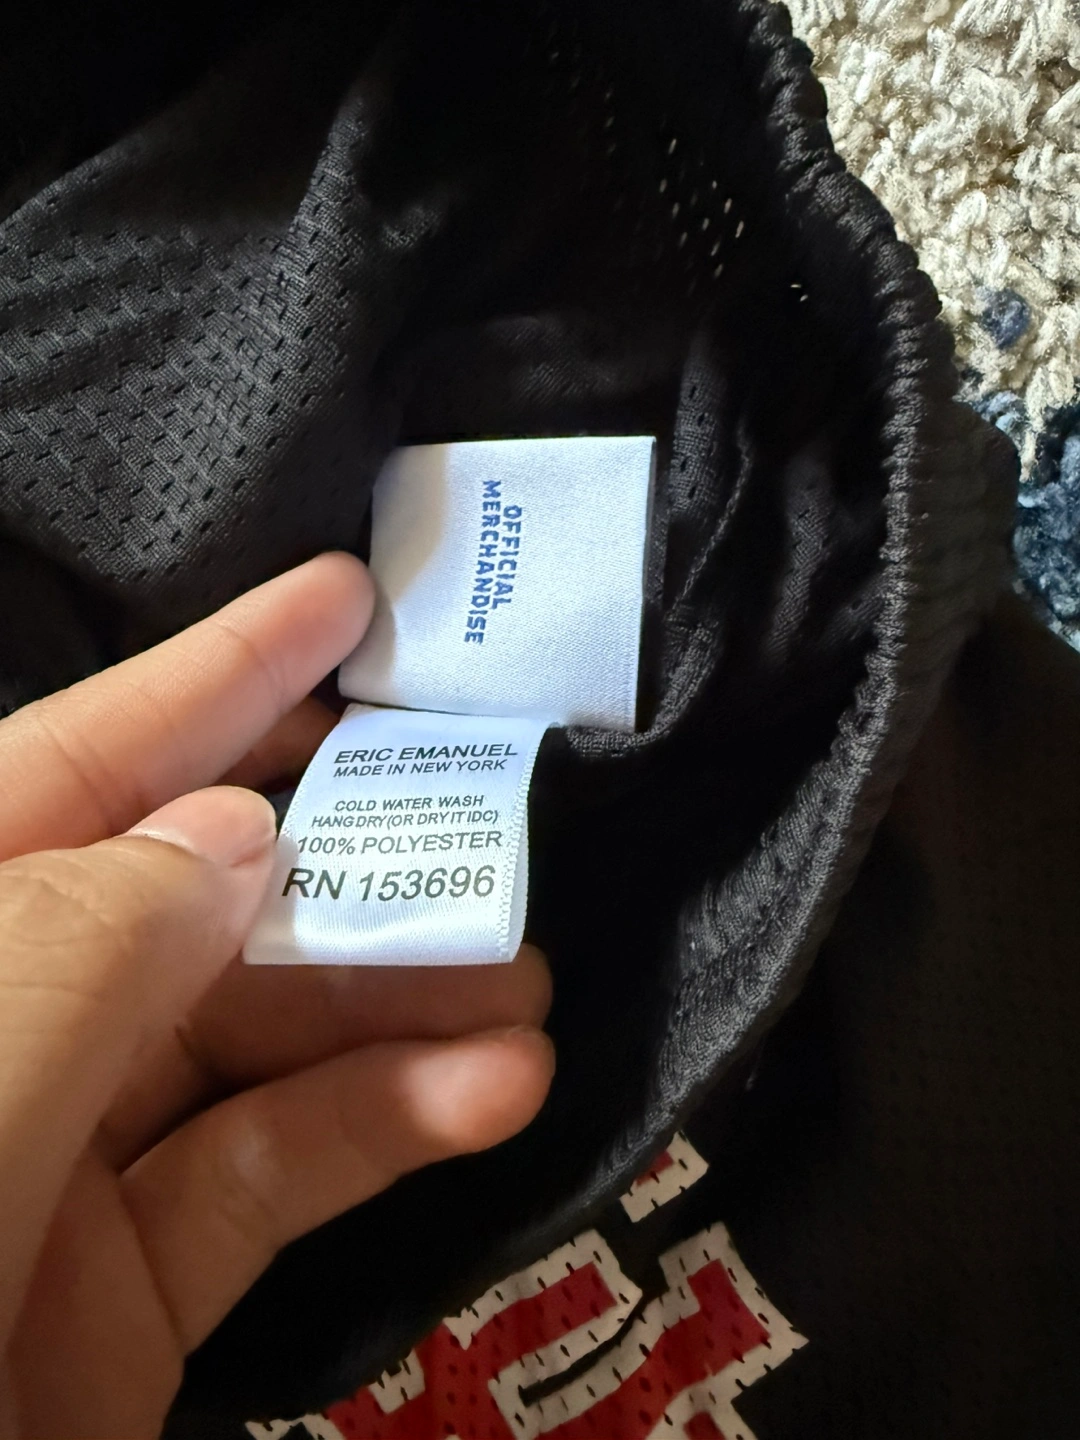 OFFICIAL
MERCHANDISE
ERIC EMANUEL
MADE IN NEW YORK
COLD WATER WASH
HANG DRY(OR DRY IT IDC)
100% POLYESTER
RN 153696